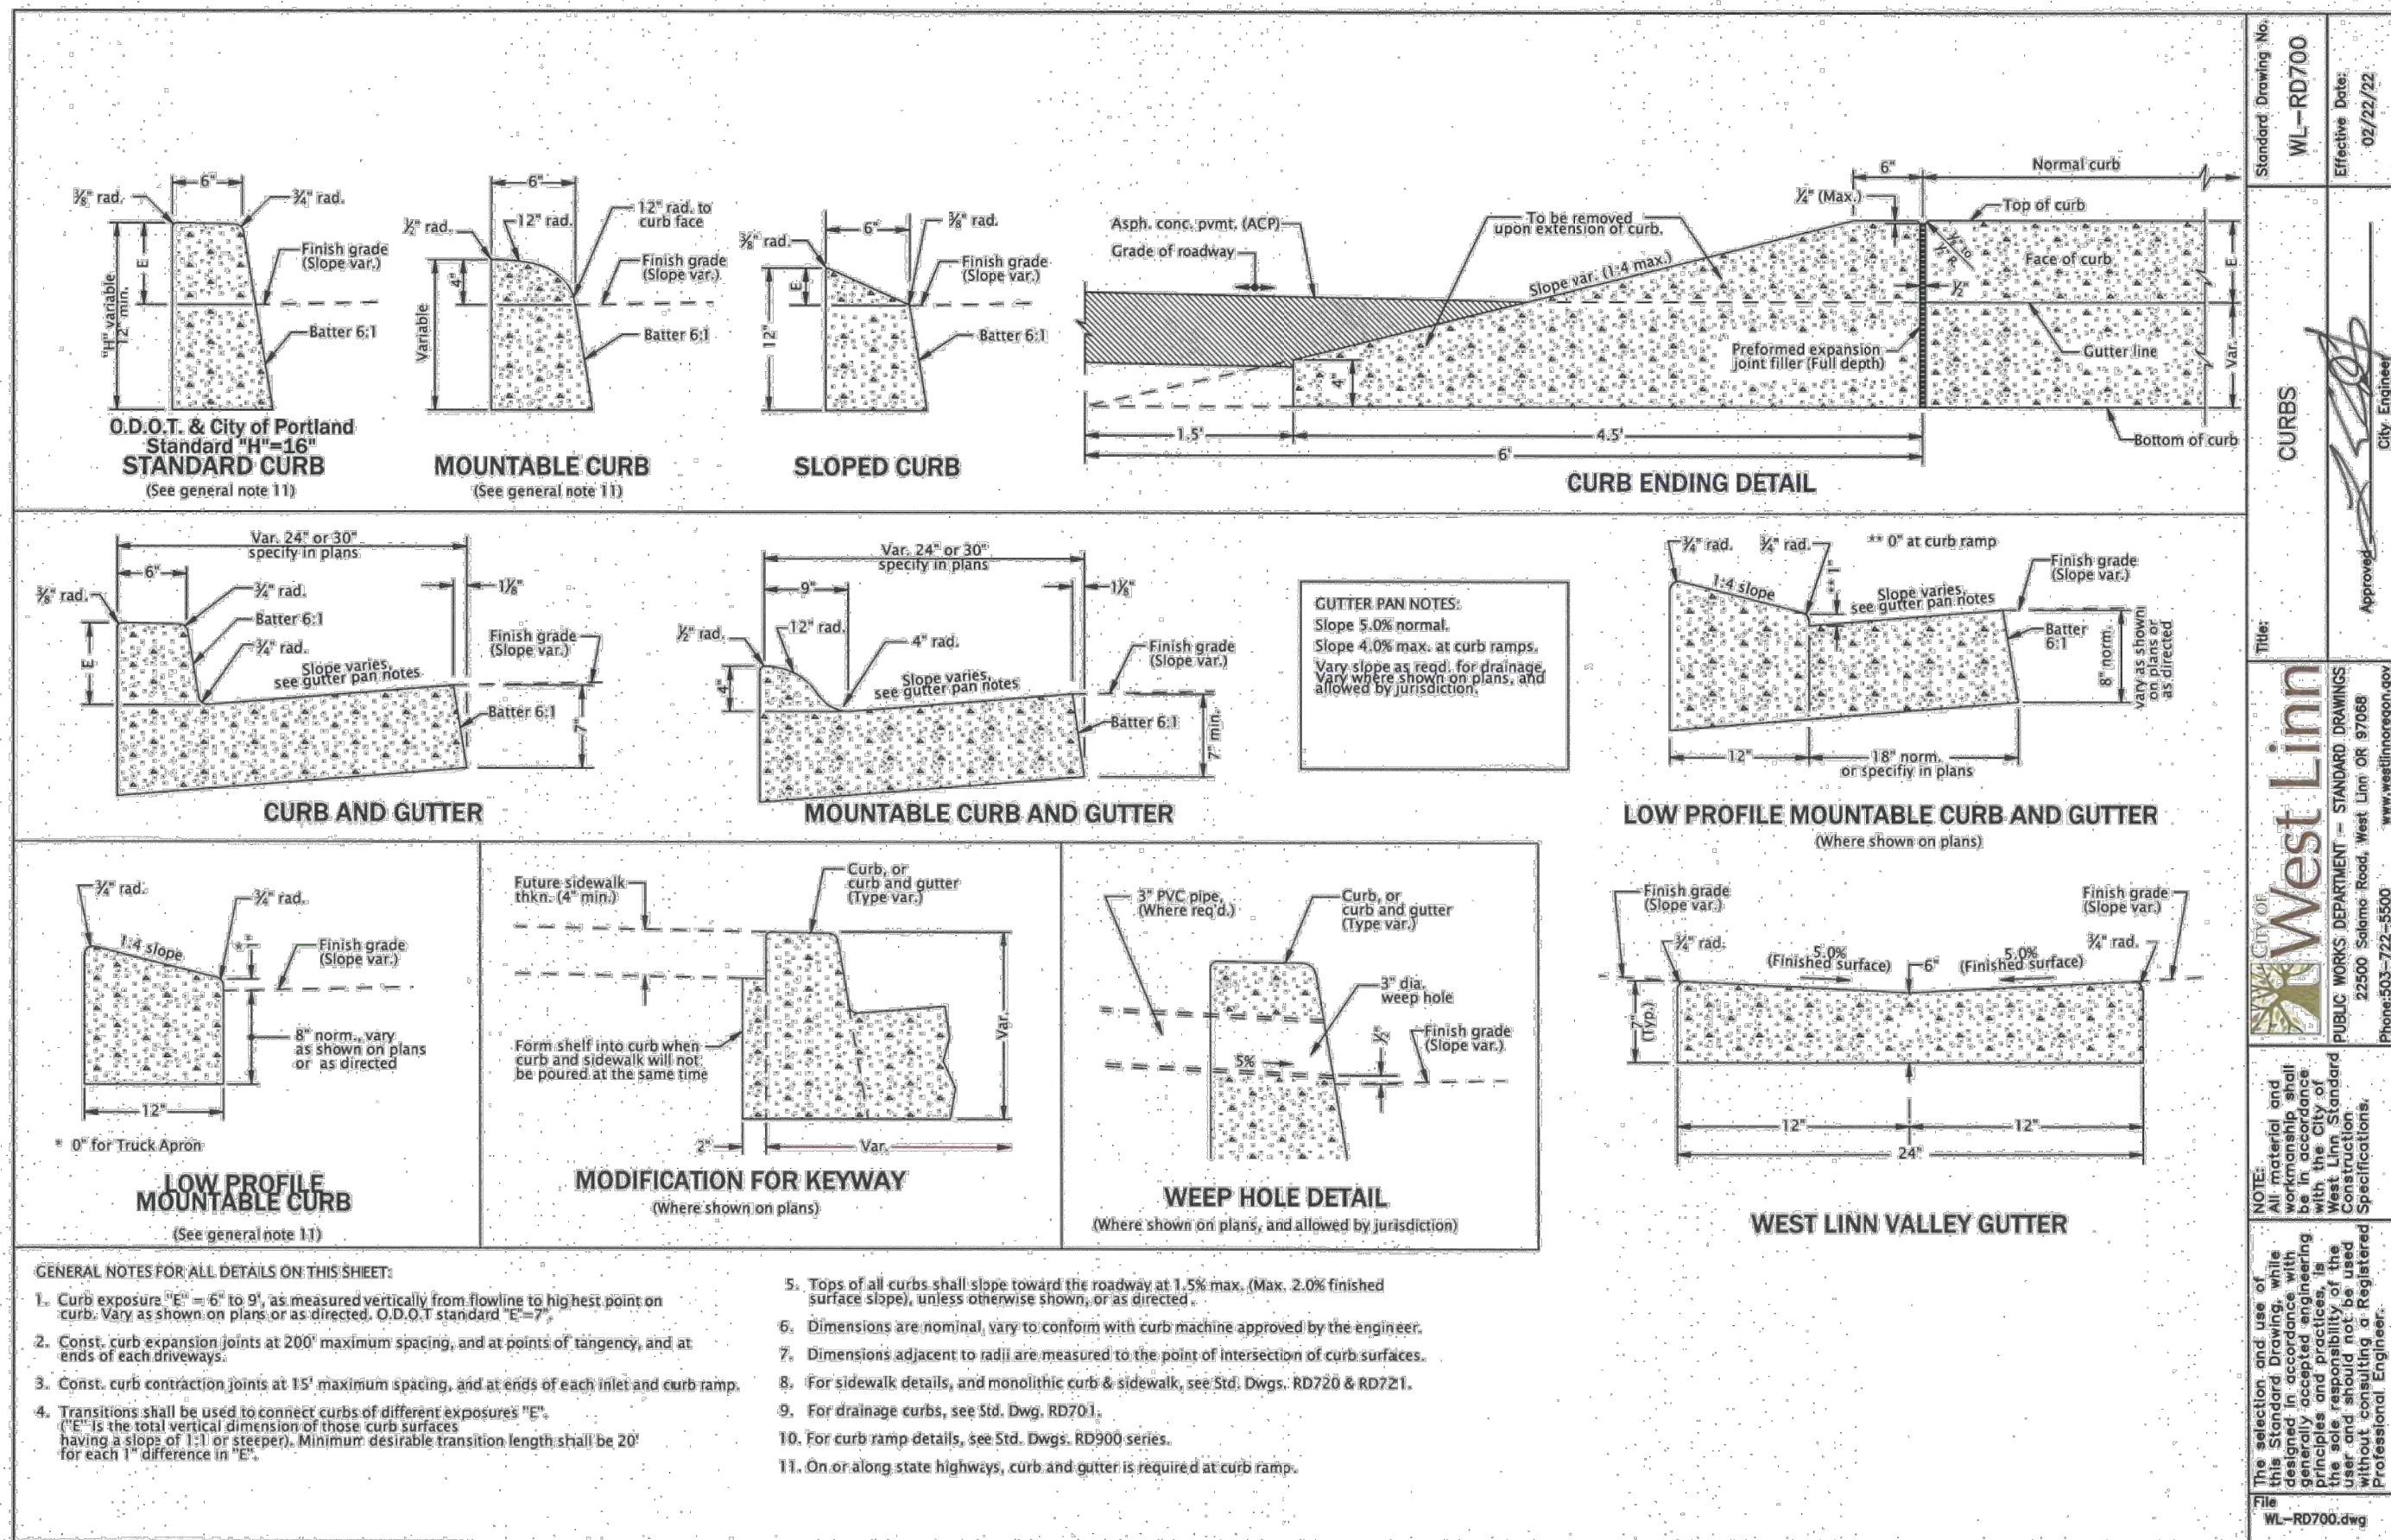 6"
⅜" rad.
¾" rad.
Finish grade
(Slope var.)
E
"H" variable
12" min.
Batter 6:1
O.D.O.T. & City of Portland
Standard "H"=16"
STANDARD CURB
(See general note 11)
6"
½" rad.
12" rad.
12" rad. to
curb face
4"
Finish grade
(Slope var.)
Variable
Batter 6:1
MOUNTABLE CURB
(See general note 11)
⅜" rad.
6"
⅜" rad.
Finish grade
(Slope var.)
E
12"
Batter 6:1
SLOPED CURB
6"
Normal curb
¼" (Max.)
Top of curb
Asph. conc. pvmt. (ACP)
To be removed
upon extension of curb.
Grade of roadway
Slope var. (1:4 max.)
⅛" to
½" R.
Face of curb
E
½"
Preformed expansion
joint filler (Full depth)
Gutter line
Var.
4"
1.5'
4.5'
6'
Bottom of curb
CURB ENDING DETAIL
Var. 24" or 30"
specify in plans
6"
1⅛"
⅜" rad.
¾" rad.
Batter 6:1
¾" rad.
E
Slope varies,
see gutter pan notes
Finish grade
(Slope var.)
Batter 6:1
7"
CURB AND GUTTER
Var. 24" or 30"
specify in plans
9"
1⅛"
½" rad.
12" rad.
4" rad.
4"
Slope varies,
see gutter pan notes
Finish grade
(Slope var.)
Batter 6:1
7" min.
MOUNTABLE CURB AND GUTTER
GUTTER PAN NOTES:
Slope 5.0% normal.
Slope 4.0% max. at curb ramps.
Vary slope as reqd. for drainage.
Vary where shown on plans, and
allowed by jurisdiction.
¾" rad.
¾" rad.
** 0" at curb ramp
1:4 slope
** 1"
Slope varies,
see gutter pan notes
Finish grade
(Slope var.)
Batter
6:1
8" norm.
vary as shown
on plans or
as directed
12"
18" norm.
or specifiy in plans
LOW PROFILE MOUNTABLE CURB AND GUTTER
(Where shown on plans)
¾" rad.
¾" rad.
1:4 slope
Finish grade
(Slope var.)
8" norm., vary
as shown on plans
or as directed
12"
* 0" for Truck Apron
LOW PROFILE
MOUNTABLE CURB
(See general note 11)
Future sidewalk
thkn. (4" min.)
Curb, or
curb and gutter
(Type var.)
Form shelf into curb when
curb and sidewalk will not
be poured at the same time
Var.
2"
Var.
MODIFICATION FOR KEYWAY
(Where shown on plans)
3" PVC pipe,
(Where req'd.)
Curb, or
curb and gutter
(Type var.)
3" dia.
weep hole
½"
Finish grade
(Slope var.)
5%
WEEP HOLE DETAIL
(Where shown on plans, and allowed by jurisdiction)
Finish grade
(Slope var.)
Finish grade
(Slope var.)
¾" rad.
5.0%
(Finished surface)
6"
5.0%
(Finished surface)
¾" rad.
7"
(Typ.)
12"
12"
24"
WEST LINN VALLEY GUTTER
GENERAL NOTES FOR ALL DETAILS ON THIS SHEET:
1. Curb exposure "E" = 6" to 9', as measured vertically from flowline to highest point on
curb. Vary as shown on plans or as directed. O.D.O.T standard "E"=7".
2. Const. curb expansion joints at 200' maximum spacing, and at points of tangency, and at
ends of each driveways.
3. Const. curb contraction joints at 15' maximum spacing, and at ends of each inlet and curb ramp.
4. Transitions shall be used to connect curbs of different exposures "E".
("E" is the total vertical dimension of those curb surfaces
having a slope of 1:1 or steeper). Minimum desirable transition length shall be 20'
for each 1" difference in "E".
5. Tops of all curbs shall slope toward the roadway at 1.5% max. (Max. 2.0% finished
surface slope), unless otherwise shown, or as directed.
6. Dimensions are nominal, vary to conform with curb machine approved by the engineer.
7. Dimensions adjacent to radii are measured to the point of intersection of curb surfaces.
8. For sidewalk details, and monolithic curb & sidewalk, see Std. Dwgs. RD720 & RD721.
9. For drainage curbs, see Std. Dwg. RD701.
10. For curb ramp details, see Std. Dwgs. RD900 series.
11. On or along state highways, curb and gutter is required at curb ramp.
Standard Drawing No.
WL-RD700
Effective Date:
02/22/22
Title:
CURBS
Approved
City Engineer
CITY OF
West Linn
PUBLIC WORKS DEPARTMENT - STANDARD DRAWINGS
22500 Salamo Road, West Linn OR 97068
Phone:503-722-5500
www.westlinnoregon.gov
NOTE:
All material and
workmanship shall
be in accordance
with the City of
West Linn Standard
Construction
Specifications.
The selection and use of
this Standard Drawing, while
designed in accordance with
generally accepted engineering
principles and practices, is
the sole responsibility of the
user and should not be used
without consulting a Registered
Professional Engineer.
File
WL-RD700.dwg